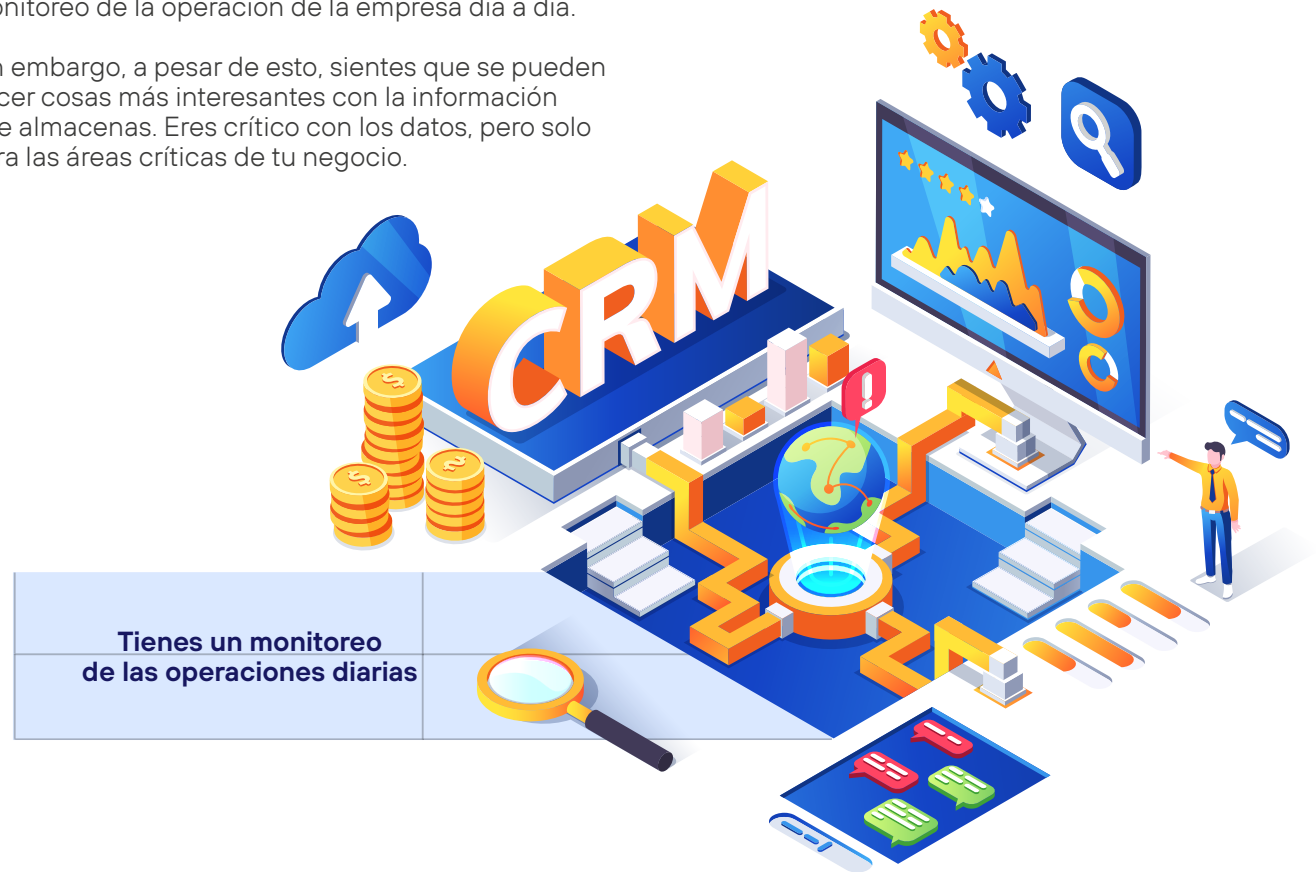 onitoreo de la operación de la empresa día a día.
n embargo, a pesar de esto, sientes que se pueden
cer cosas más interesantes con la información
e almacenas. Eres crítico con los datos, pero solo
ra las áreas críticas de tu negocio.
CRM
Tienes un monitoreo
de las operaciones diarias